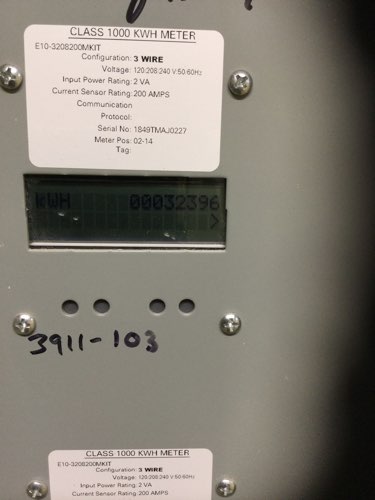 CLASS 1000 KWH METER
E10-3208200MKIT
Configuration: 3 WIRE
Voltage: 120:208:240 V:50:60Hz
Input Power Rating: 2 VA
Current Sensor Rating: 200 AMPS
Communication
Protocol:
Serial No: 1849TMAJ0227
Meter Pos: 02-14
Tag:
kWH 00032396
>
3911-103
CLASS 1000 KWH METER
E10-3208200MKIT
Configuration: 3 WIRE
Voltage: 120:208:240 V:50:60Hz
Input Power Rating: 2 VA
Current Sensor Rating: 200 AMPS